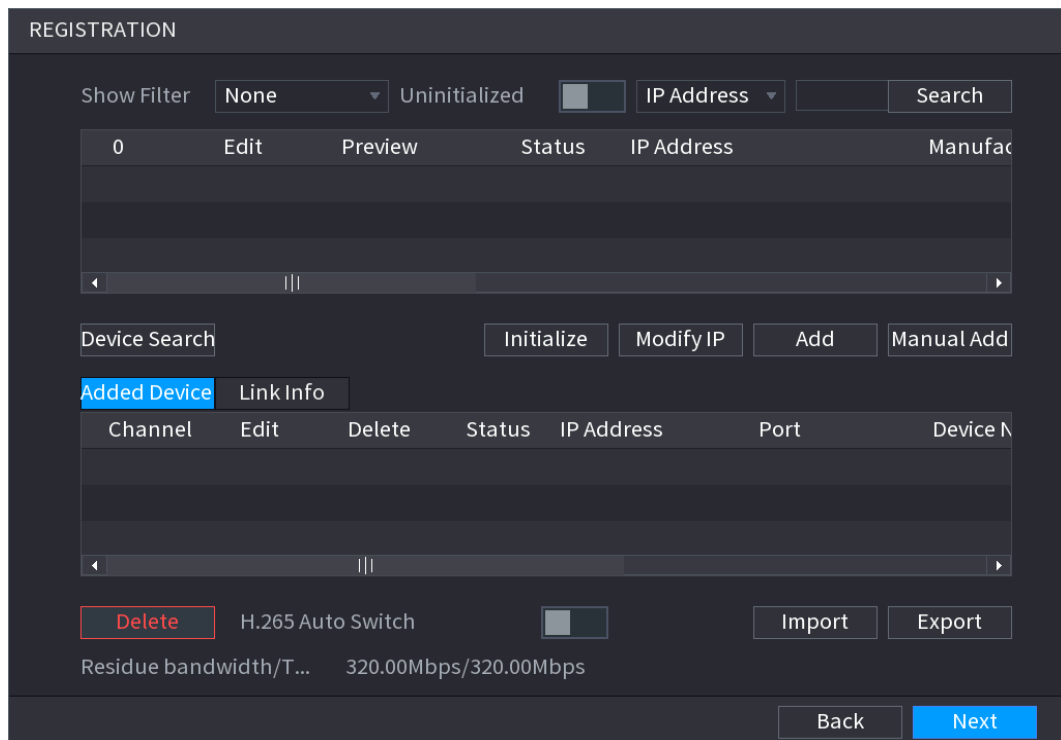 REGISTRATION
Show Filter None Uninitialized IP Address Search
0 Edit Preview Status IP Address Manufac
Device Search Initialize Modify IP Add Manual Add
Added Device Link Info
Channel Edit Delete Status IP Address Port Device N
Delete H.265 Auto Switch Import Export
Residue bandwidth/T... 320.00Mbps/320.00Mbps
Back Next